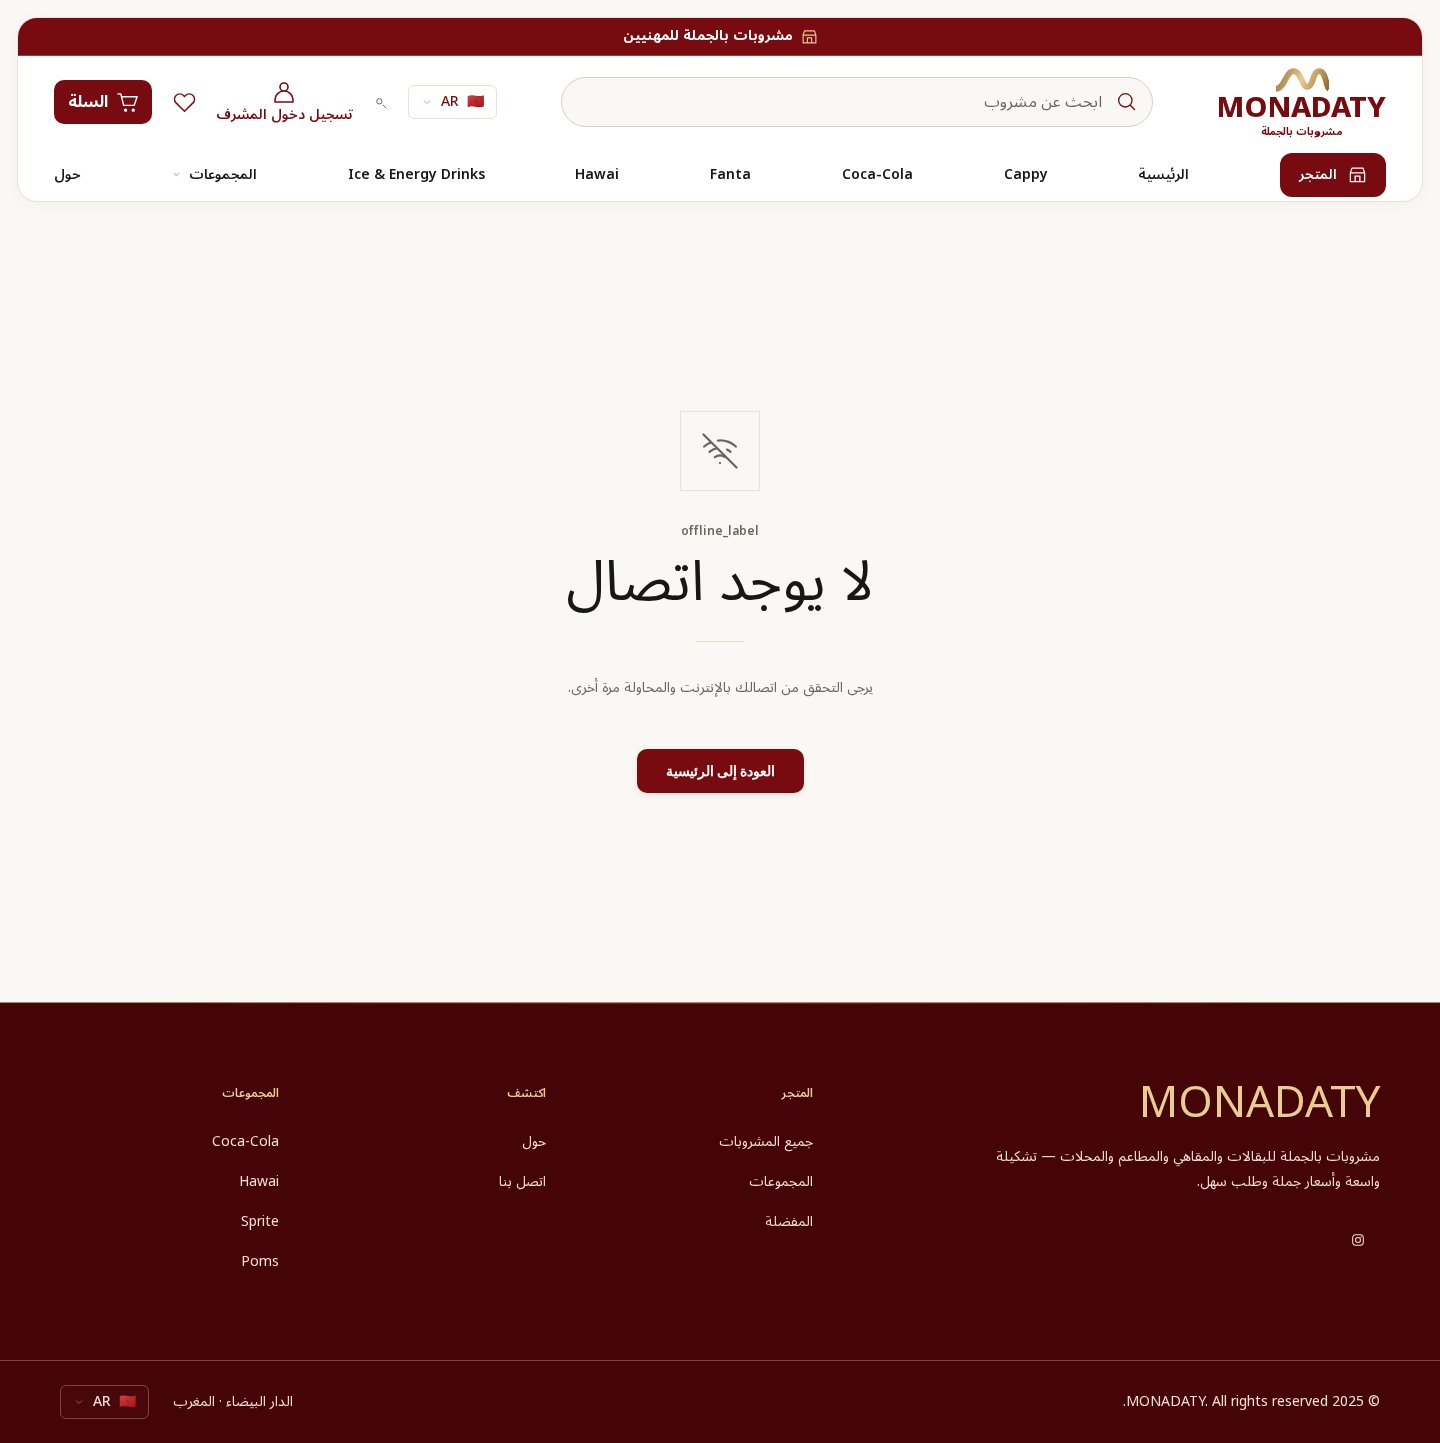 مشروبات بالجملة للمهنيين
MONADATY
مشروبات بالجملة
ابحث عن مشروب
AR
تسجيل دخول المشرف
السلة
المتجر
الرئيسية
Cappy
Coca-Cola
Fanta
Hawai
Ice & Energy Drinks
المجموعات
حول
offline_label
لا يوجد اتصال
يرجى التحقق من اتصالك بالإنترنت والمحاولة مرة أخرى.
العودة إلى الرئيسية
MONADATY
مشروبات بالجملة للبقالات والمقاهي والمطاعم والمحلات — تشكيلة
واسعة وأسعار جملة وطلب سهل.
المتجر
جميع المشروبات
المجموعات
المفضلة
اكتشف
حول
اتصل بنا
المجموعات
Coca-Cola
Hawai
Sprite
Poms
© 2025 MONADATY. All rights reserved.
الدار البيضاء · المغرب
AR